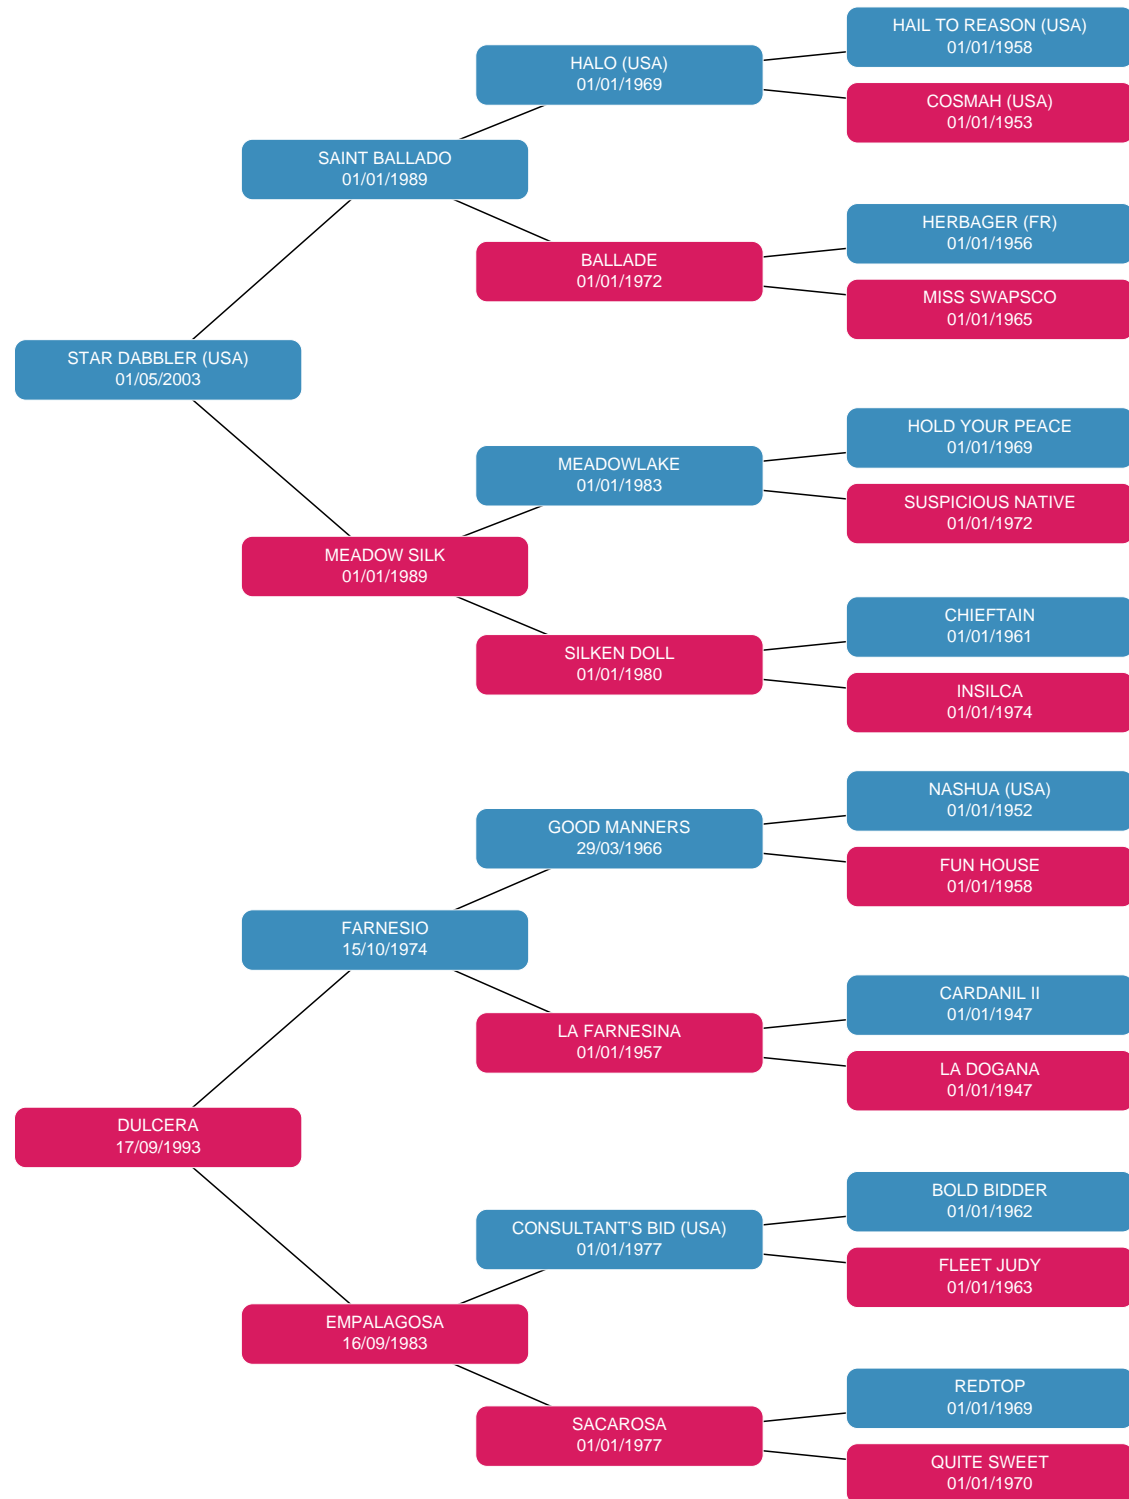 HAIL TO REASON (USA)
01/01/1958
HALO (USA)
01/01/1969
COSMAH (USA)
01/01/1953
SAINT BALLADO
01/01/1989
HERBAGER (FR)
01/01/1956
BALLADE
01/01/1972
MISS SWAPSCO
01/01/1965
STAR DABBLER (USA)
01/05/2003
HOLD YOUR PEACE
01/01/1969
MEADOWLAKE
01/01/1983
SUSPICIOUS NATIVE
01/01/1972
MEADOW SILK
01/01/1989
CHIEFTAIN
01/01/1961
SILKEN DOLL
01/01/1980
INSILCA
01/01/1974
NASHUA (USA)
01/01/1952
GOOD MANNERS
29/03/1966
FUN HOUSE
01/01/1958
FARNESIO
15/10/1974
CARDANIL II
01/01/1947
LA FARNESINA
01/01/1957
LA DOGANA
01/01/1947
DULCERA
17/09/1993
BOLD BIDDER
01/01/1962
CONSULTANT'S BID (USA)
01/01/1977
FLEET JUDY
01/01/1963
EMPALAGOSA
16/09/1983
REDTOP
01/01/1969
SACAROSA
01/01/1977
QUITE SWEET
01/01/1970